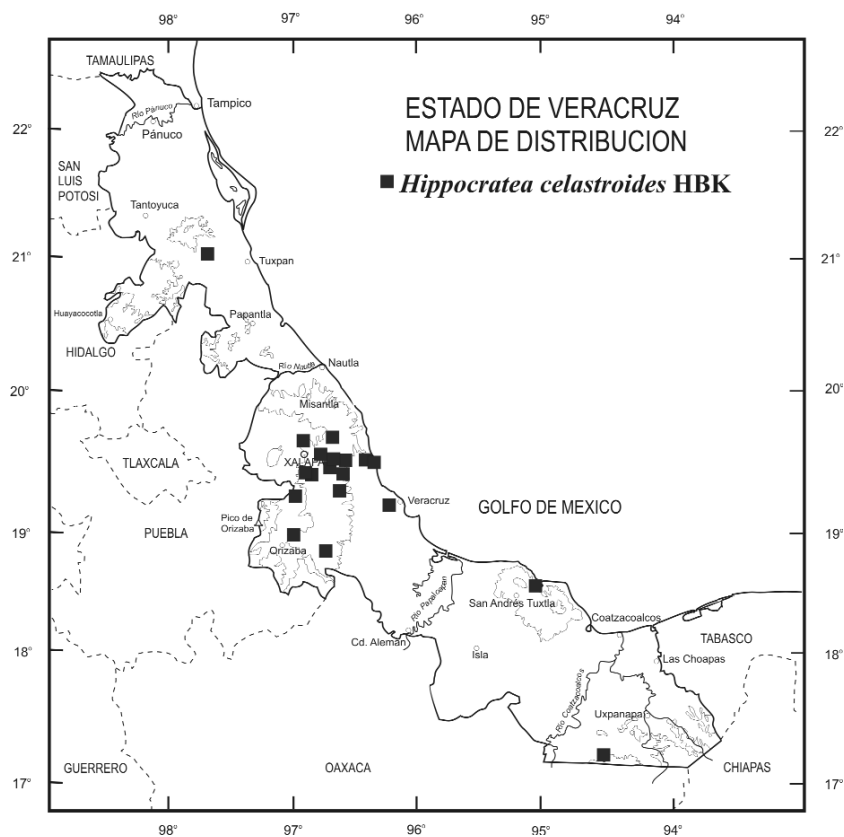 98° 97° 96° 95° 94°
TAMAULIPAS
Río Pánuco
Tampico
ESTADO DE VERACRUZ
22°
Pánuco
22°
MAPA DE DISTRIBUCION
SAN
LUIS
POTOSI
Hippocratea celastroides HBK
Tantoyuca
21°
Tuxpan
21°
Huayacocotla
Papantla
HIDALGO
Río Nautla
Nautla
20°
20°
Misantla
TLAXCALA
XALAPA
Veracruz
GOLFO DE MEXICO
19°
PUEBLA
Pico de
Orizaba
19°
Orizaba
Río Papaloapan
San Andrés Tuxtla
Coatzacoalcos
TABASCO
Cd. Alemán
18°
Isla
Las Choapas
18°
Río Coatzacoalcos
Uxpanapa
GUERRERO
OAXACA
CHIAPAS
17°
17°
98° 97° 96° 95° 94°